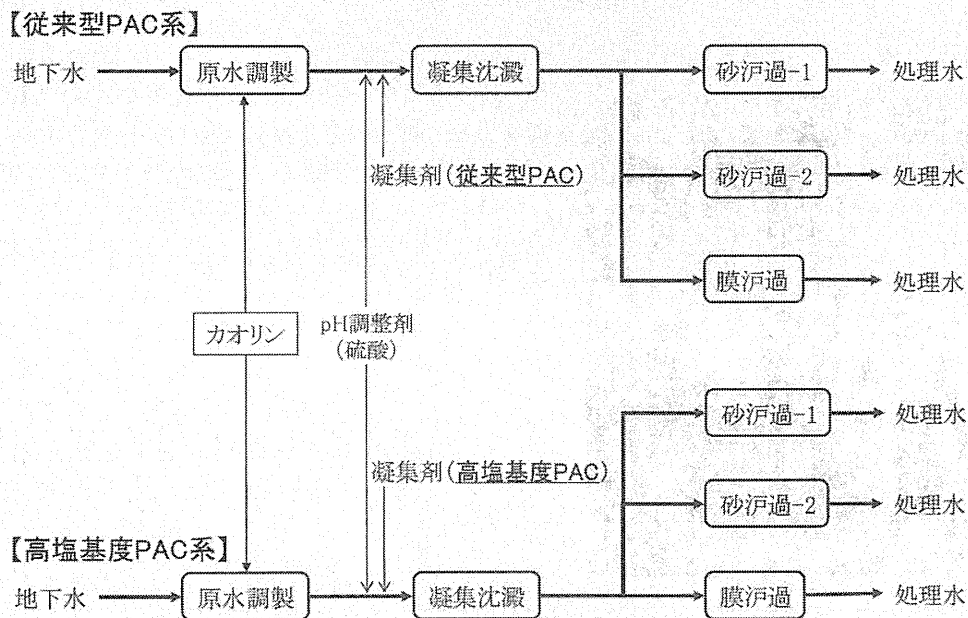 【従来型PAC系】
地下水
原水調製
凝集沈澱
砂沪過-1
処理水
凝集剤(従来型PAC)
砂沪過-2
処理水
膜沪過
処理水
カオリン
pH調整剤
(硫酸)
砂沪過-1
処理水
凝集剤(高塩基度PAC)
砂沪過-2
処理水
【高塩基度PAC系】
地下水
原水調製
凝集沈澱
膜沪過
処理水